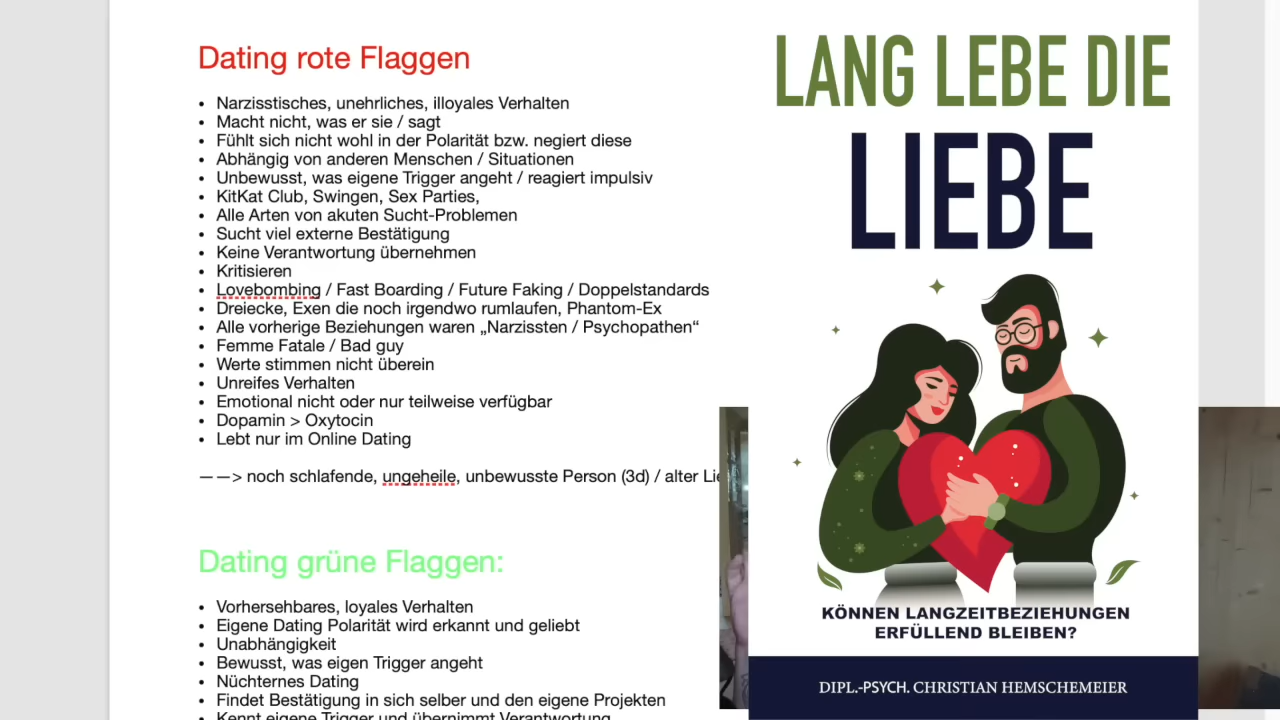 Dating rote Flaggen
• Narzisstisches, unehrliches, illoyales Verhalten
• Macht nicht, was er sie / sagt
• Fühlt sich nicht wohl in der Polarität bzw. negiert diese
• Abhängig von anderen Menschen / Situationen
• Unbewusst, was eigene Trigger angeht / reagiert impulsiv
• KitKat Club, Swingen, Sex Parties,
• Alle Arten von akuten Sucht-Problemen
• Sucht viel externe Bestätigung
• Keine Verantwortung übernehmen
• Kritisieren
• Lovebombing / Fast Boarding / Future Faking / Doppelstandards
• Dreiecke, Exen die noch irgendwo rumlaufen, Phantom-Ex
• Alle vorherige Beziehungen waren „Narzissten / Psychopathen“
• Femme Fatale / Bad guy
• Werte stimmen nicht überein
• Unreifes Verhalten
• Emotional nicht oder nur teilweise verfügbar
• Dopamin > Oxytocin
• Lebt nur im Online Dating
——> noch schlafende, ungeheile, unbewusste Person (3d) / alter
Dating grüne Flaggen:
• Vorhersehbares, loyales Verhalten
• Eigene Dating Polarität wird erkannt und geliebt
• Unabhängigkeit
• Bewusst, was eigen Trigger angeht
• Nüchternes Dating
• Findet Bestätigung in sich selber und den eigene Projekten
• Kennt eigene Trigger und übernimmt Verantwortung
LANG LEBE DIE
LIEBE
KÖNNEN LANGZEITBEZIEHUNGEN
ERFÜLLEND BLEIBEN?
DIPL.-PSYCH. CHRISTIAN HEMSCHEMEIER